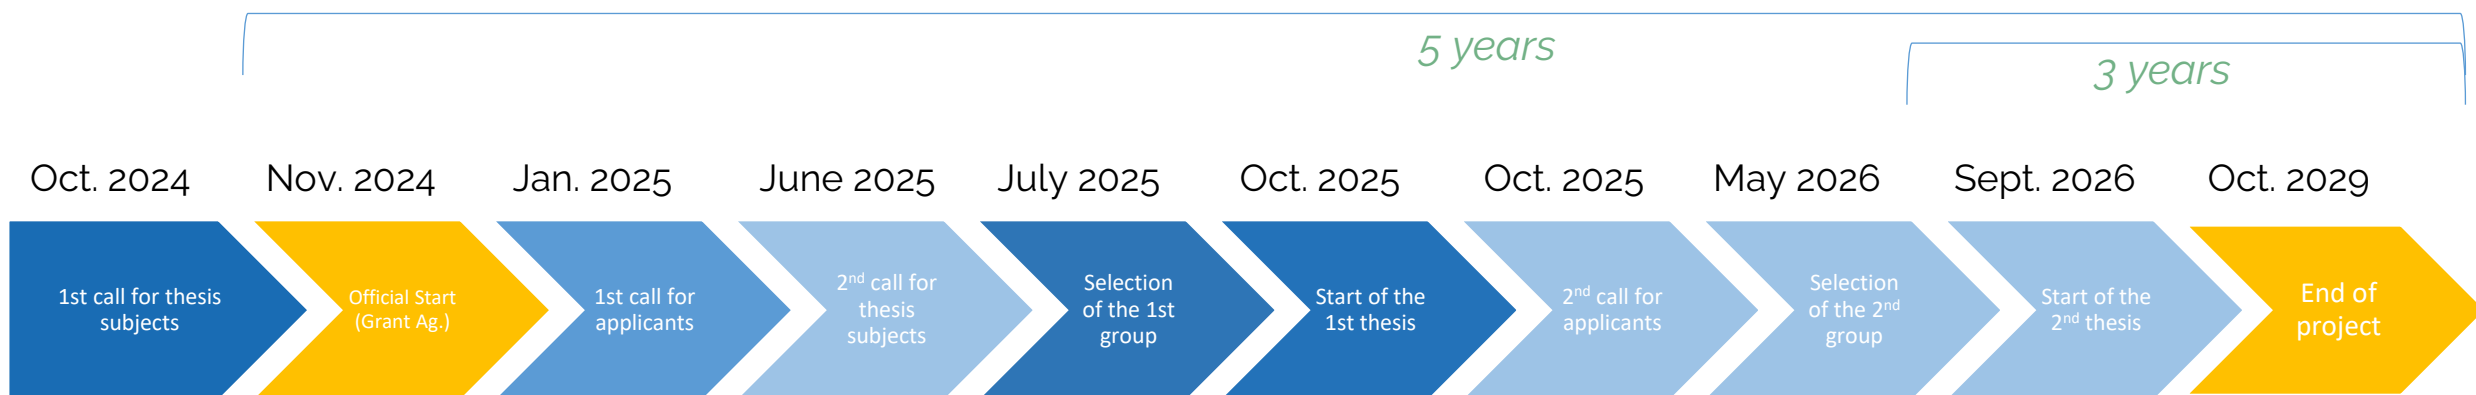 5 years
3 years
Oct. 2024
Nov. 2024
Jan. 2025
June 2025
July 2025
Oct. 2025
Oct. 2025
May 2026
Sept. 2026
Oct. 2029
1st call for thesis
subjects
Official Start
(Grant Ag.)
1st call for
applicants
2nd call for
thesis
subjects
Selection
of the 1st
group
Start of the
1st thesis
2nd call for
applicants
Selection
of the 2nd
group
Start of the
2nd thesis
End of
project